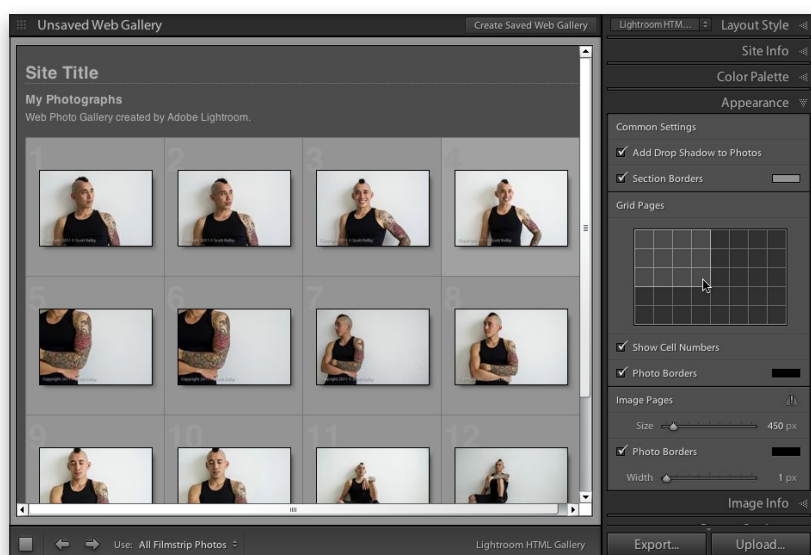 Unsaved Web Gallery
Create Saved Web Gallery
Lightroom HTM...
Layout Style
Site Info
Color Palette
Appearance
Site Title
My Photographs
Web Photo Gallery created by Adobe Lightroom.
1
2
3
4
5
6
7
8
9
10
11
12
Common Settings
Add Drop Shadow to Photos
Section Borders
Grid Pages
Show Cell Numbers
Photo Borders
Image Pages
Size
450 px
Photo Borders
Width
1 px
Image Info
Use: All Filmstrip Photos
Lightroom HTML Gallery
Export...
Upload...